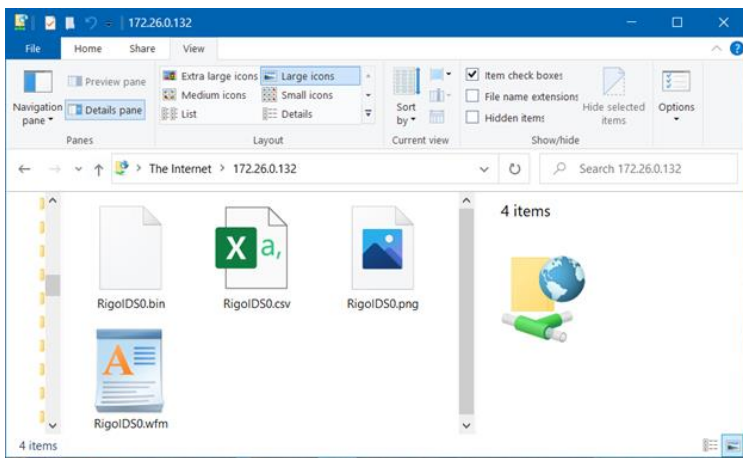 172.26.0.132
File Home Share View
Preview pane Extra large icons Large icons Item check boxes
Medium icons Small icons File name extensions
Navigation pane Details pane List Details Sort by Hidden items Hide selected items Options
Panes Layout Current view Show/hide
The Internet > 172.26.0.132 Search 172.26.0.132
4 items
X a,
RigolDS0.bin RigolDS0.csv RigolDS0.png
A
RigolDS0.wfm
4 items